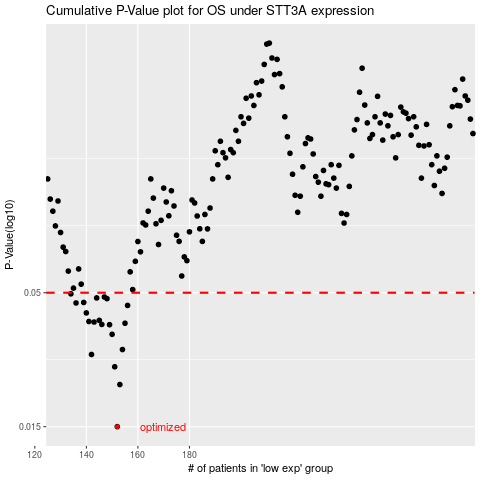 Cumulative P-Value plot for OS under STT3A expression
P-Value(log10)
0.05
0.015
optimized
120 140 160 180
# of patients in 'low exp' group